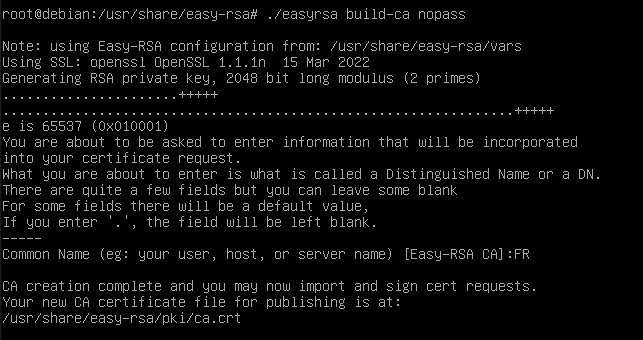 root@debian:/usr/share/easy-rsa# ./easyrsa build-ca nopass
Note: using Easy-RSA configuration from: /usr/share/easy-rsa/vars
Using SSL: openssl OpenSSL 1.1.1n  15 Mar 2022
Generating RSA private key, 2048 bit long modulus (2 primes)
......................+++++
.................................................................+++++
e is 65537 (0x010001)
You are about to be asked to enter information that will be incorporated
into your certificate request.
What you are about to enter is what is called a Distinguished Name or a DN.
There are quite a few fields but you can leave some blank
For some fields there will be a default value,
If you enter '.', the field will be left blank.
-----
Common Name (eg: your user, host, or server name) [Easy-RSA CA]:FR
CA creation complete and you may now import and sign cert requests.
Your new CA certificate file for publishing is at:
/usr/share/easy-rsa/pki/ca.crt